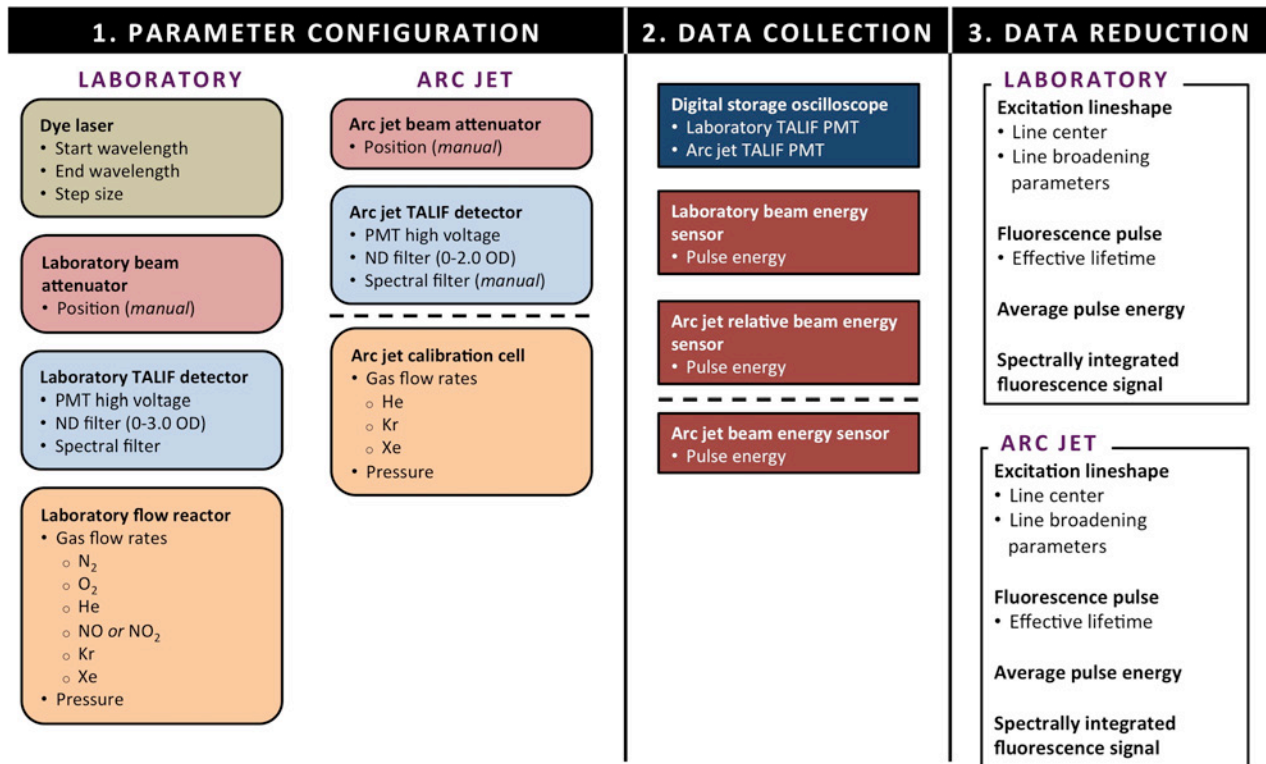 1. PARAMETER CONFIGURATION
LABORATORY
Dye laser
• Start wavelength
• End wavelength
• Step size
Laboratory beam
attenuator
• Position (manual)
Laboratory TALIF detector
• PMT high voltage
• ND filter (0-3.0 OD)
• Spectral filter
Laboratory flow reactor
• Gas flow rates
○ N₂
○ O₂
○ He
○ NO or NO₂
○ Kr
○ Xe
• Pressure
ARC JET
Arc jet beam attenuator
• Position (manual)
Arc jet TALIF detector
• PMT high voltage
• ND filter (0-2.0 OD)
• Spectral filter (manual)
Arc jet calibration cell
• Gas flow rates
○ He
○ Kr
○ Xe
• Pressure
2. DATA COLLECTION
Digital storage oscilloscope
• Laboratory TALIF PMT
• Arc jet TALIF PMT
Laboratory beam energy
sensor
• Pulse energy
Arc jet relative beam energy
sensor
• Pulse energy
Arc jet beam energy sensor
• Pulse energy
3. DATA REDUCTION
LABORATORY
Excitation lineshape
• Line center
• Line broadening
parameters
Fluorescence pulse
• Effective lifetime
Average pulse energy
Spectrally integrated
fluorescence signal
ARC JET
Excitation lineshape
• Line center
• Line broadening
parameters
Fluorescence pulse
• Effective lifetime
Average pulse energy
Spectrally integrated
fluorescence signal